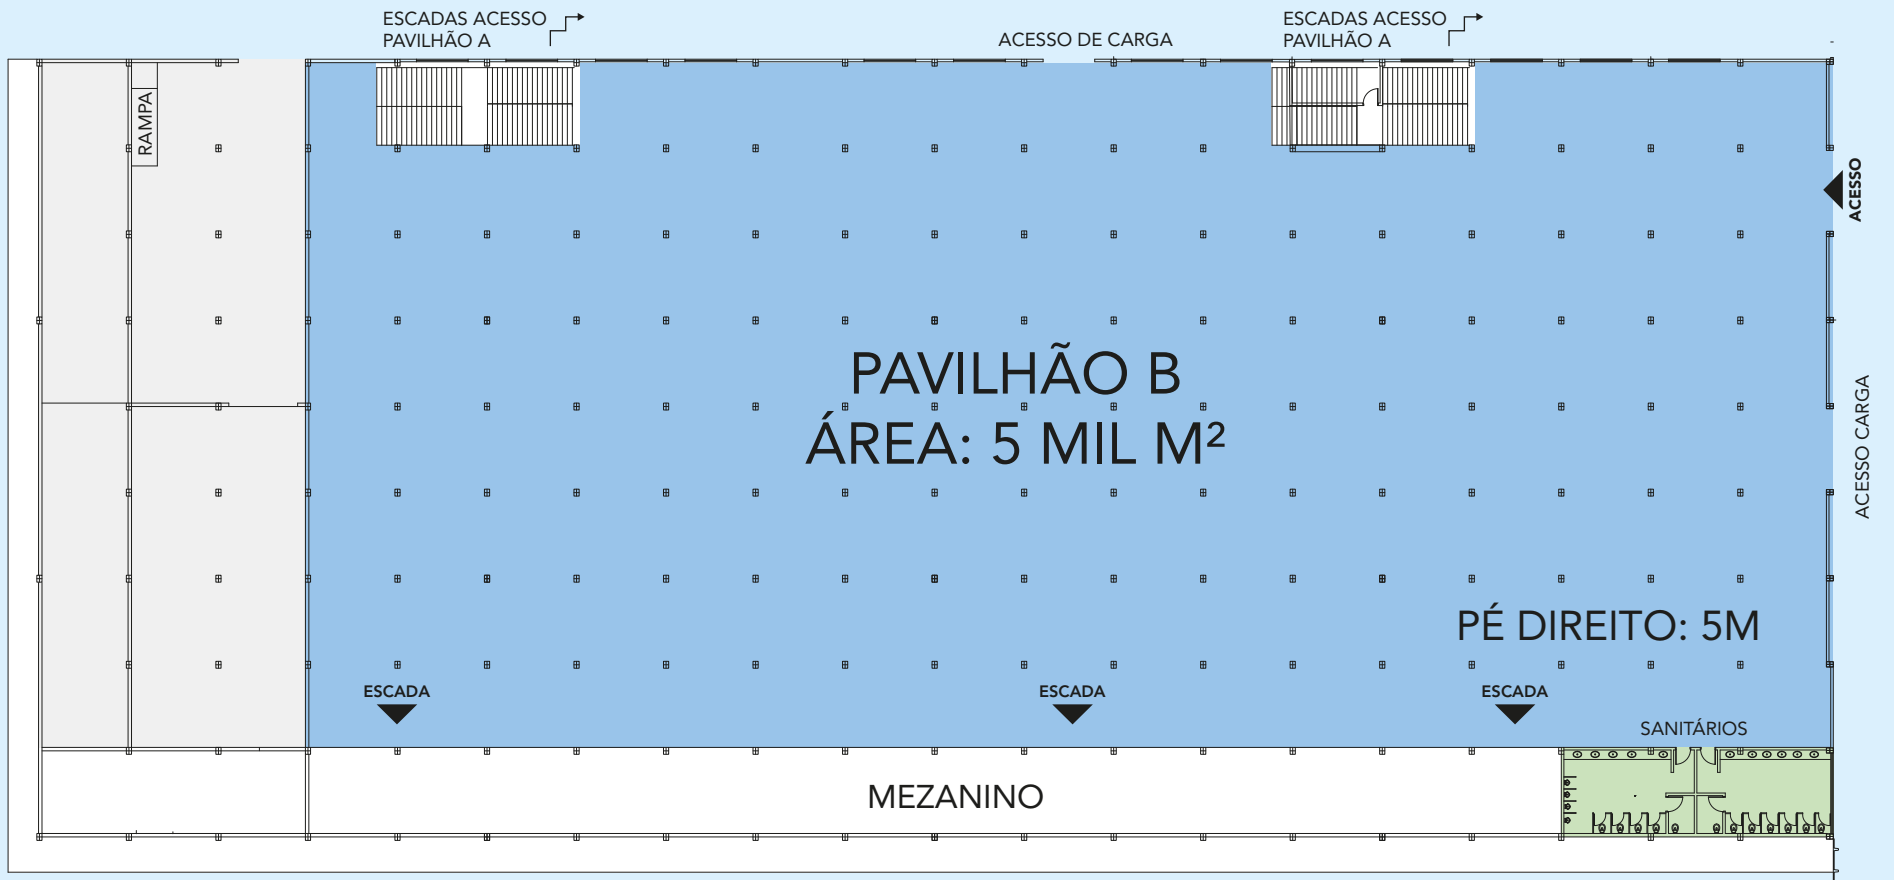 ESCADAS ACESSO
PAVILHÃO A
ACESSO DE CARGA
ESCADAS ACESSO
PAVILHÃO A
RAMPA
ACESSO
PAVILHÃO B
ÁREA: 5 MIL M²
ACESSO CARGA
PÉ DIREITO: 5M
ESCADA
ESCADA
ESCADA
SANITÁRIOS
MEZANINO